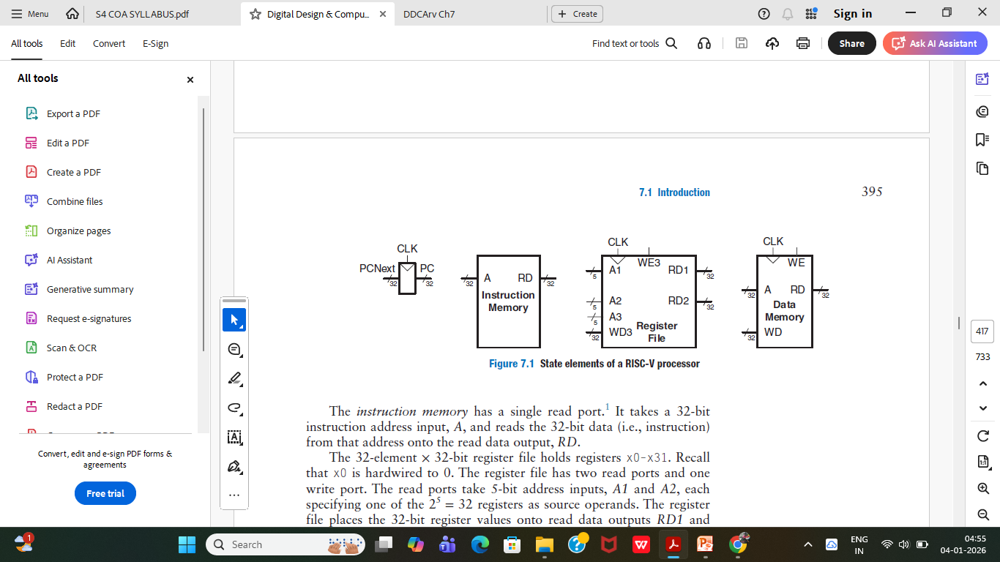 Menu
S4 COA SYLLABUS.pdf
Digital Design & Compu...
DDCArv Ch7
Create
Sign in
All tools
Edit
Convert
E-Sign
Find text or tools
Share
Ask AI Assistant
All tools
Export a PDF
Edit a PDF
Create a PDF
Combine files
Organize pages
AI Assistant
Generative summary
Request e-signatures
Scan & OCR
Protect a PDF
Redact a PDF
Convert, edit and e-sign PDF forms &
agreements
Free trial
7.1 Introduction 395
CLK
PCNext PC
32 32
32 A RD 32
Instruction
Memory
CLK
WE3
5 A1 RD1 32
5 A2 RD2 32
5 A3
32 WD3 Register
File
CLK
WE
32 A RD 32
Data
Memory
32 WD
Figure 7.1 State elements of a RISC-V processor
The instruction memory has a single read port.1 It takes a 32-bit
instruction address input, A, and reads the 32-bit data (i.e., instruction)
from that address onto the read data output, RD.
The 32-element × 32-bit register file holds registers x0–x31. Recall
that x0 is hardwired to 0. The register file has two read ports and one
write port. The read ports take 5-bit address inputs, A1 and A2, each
specifying one of the 2⁵ = 32 registers as source operands. The register
file places the 32-bit register values onto read data outputs RD1 and
417
733
1:1
1
Search
ENG
IN
04:55
04-01-2026